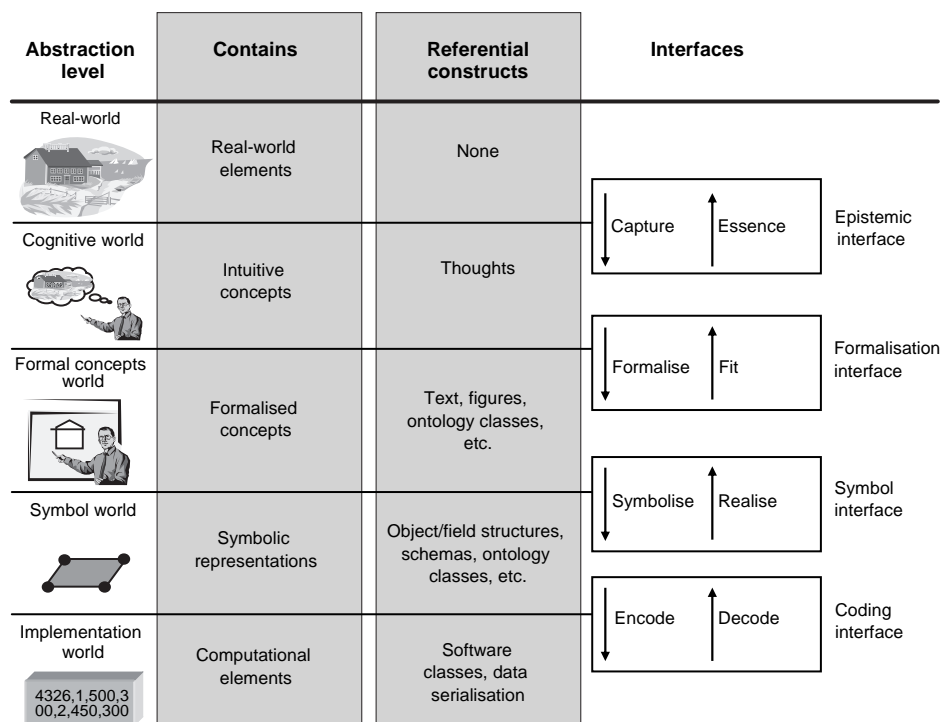 Abstraction
level
Contains
Referential
constructs
Interfaces
Real-world
Real-world
elements
None
Capture
Essence
Epistemic
interface
Cognitive world
Intuitive
concepts
Thoughts
Formalise
Fit
Formalisation
interface
Formal concepts
world
Formalised
concepts
Text, figures,
ontology classes,
etc.
Symbolise
Realise
Symbol
interface
Symbol world
Symbolic
representations
Object/field structures,
schemas, ontology
classes, etc.
Encode
Decode
Coding
interface
Implementation
world
4326,1,500,3
00,2,450,300
Computational
elements
Software
classes, data
serialisation